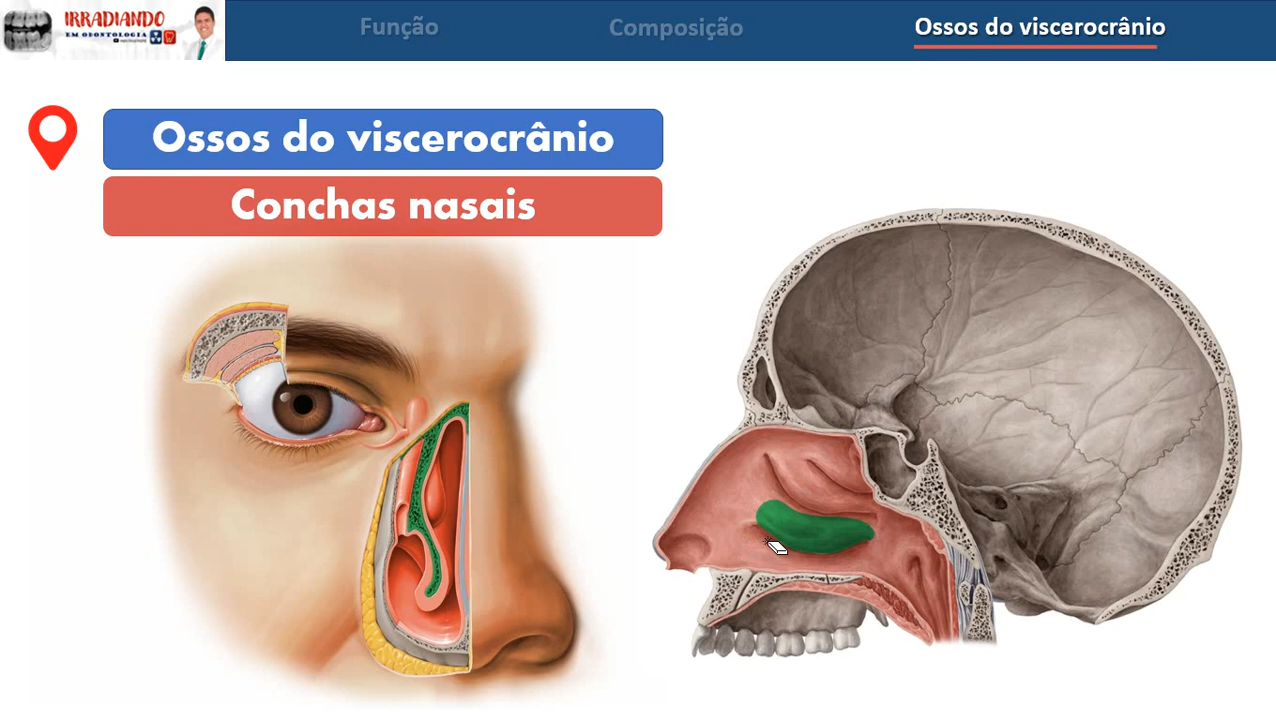 IRRADIANDO
EM ODONTOLOGIA
Função
Composição
Ossos do viscerocrânio
Ossos do viscerocrânio
Conchas nasais